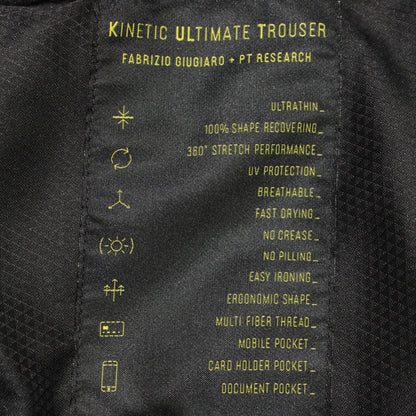 KINETIC ULTIMATE TROUSER
FABRIZIO GIUGIARO + PT RESEARCH
ULTRATHIN_
100% SHAPE RECOVERING_
360° STRETCH PERFORMANCE_
UV PROTECTION_
BREATHABLE_
FAST DRYING_
NO CREASE_
NO PILLING_
EASY IRONING_
ERGONOMIC SHAPE_
MULTI FIBER THREAD_
MOBILE POCKET_
CARD HOLDER POCKET_
DOCUMENT POCKET_